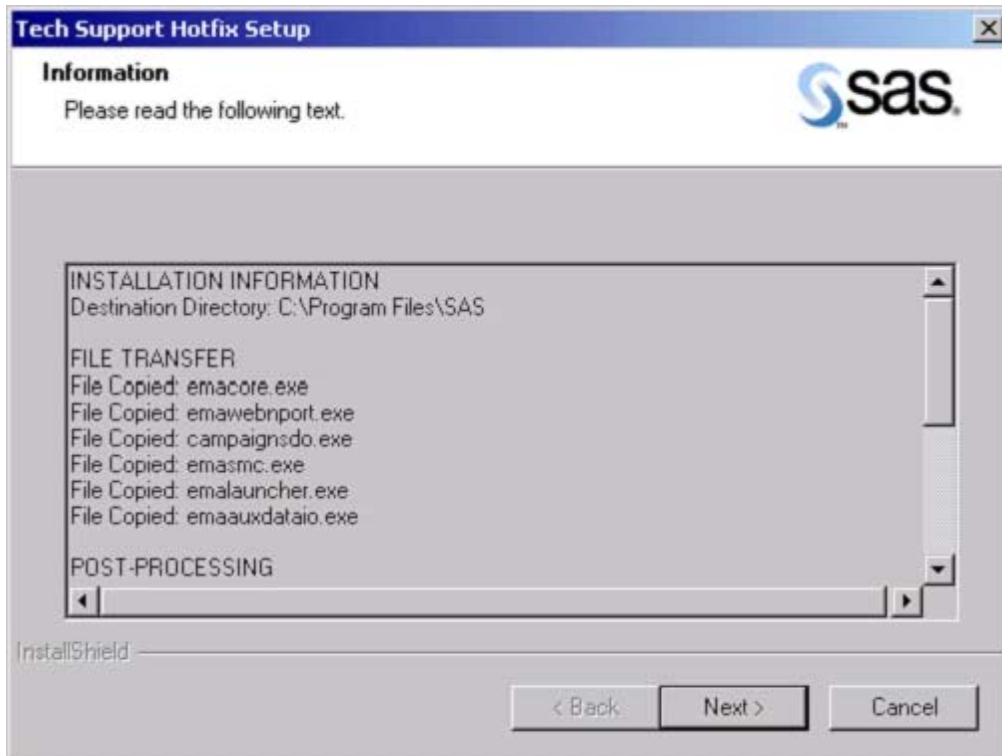 Tech Support Hotfix Setup
Information
Please read the following text.
sas.
™
INSTALLATION INFORMATION
Destination Directory: C:\Program Files\SAS
FILE TRANSFER
File Copied: emacore.exe
File Copied: emawebnport.exe
File Copied: campaignsdo.exe
File Copied: emasmc.exe
File Copied: emalauncher.exe
File Copied: emaauxdataio.exe
POST-PROCESSING
InstallShield
< Back
Next >
Cancel